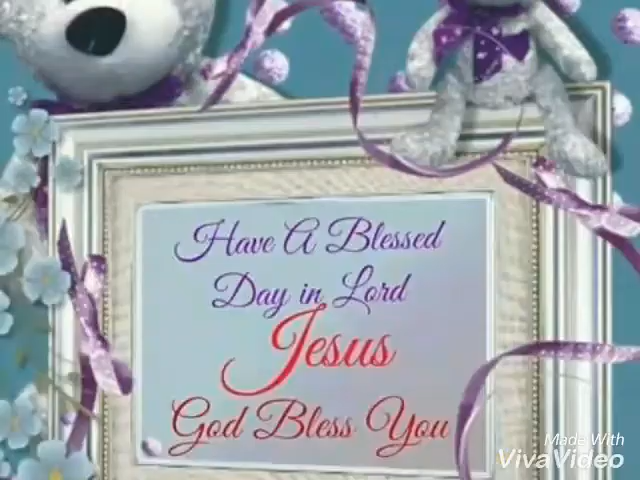 Have A Blessed
Day in Lord
Jesus
God Bless You
Made With
VivaVideo